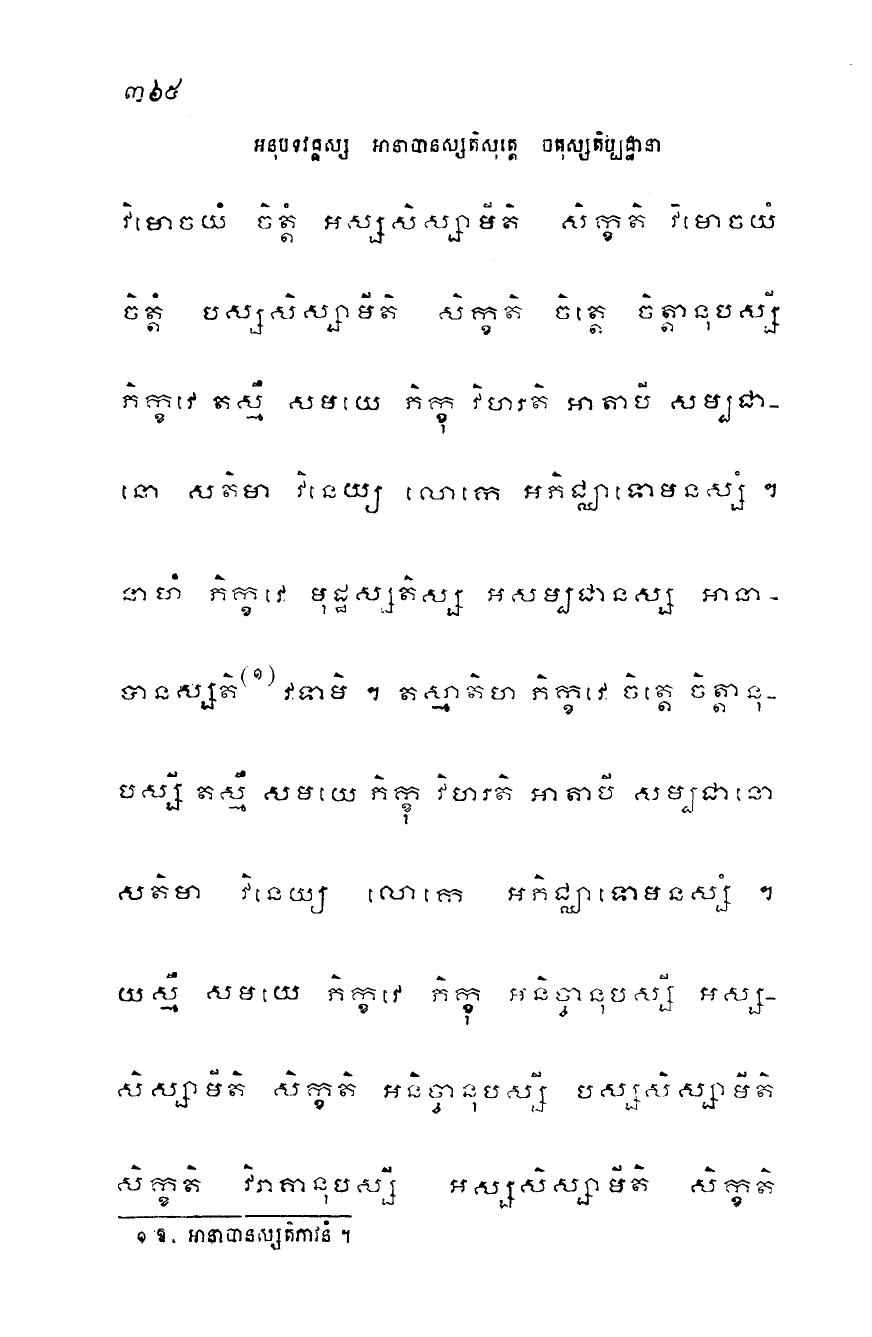 ៣៦៥
អនុបទវគ្គស្ស អានាបានស្សតិសុត្តេ ចតុស្សតិប្បដ្ឋានា
វិមោចយំ ចិត្តំ អស្សសិស្សាមីតិ សិក្ខតិ វិមោចយំ
ចិត្តំ បស្សសិស្សាមីតិ សិក្ខតិ ចិត្តេ ចិត្តានុបស្សី
ភិក្ខវេ តស្មឹ សមយេ ភិក្ខុ វិហរតិ អាតាបី សម្បជា-
នោ សតិមា វិនេយ្យ លោកេ អភិជ្ឈាទោមនស្សំ ។
នាហំ ភិក្ខវេ មុដ្ឋស្សតិស្ស អសម្បជានស្ស អានា-
បានស្សតិ(១) វទាមិ ។ តស្មាតិហ ភិក្ខវេ ចិត្តេ ចិត្តានុ-
បស្សី តស្មឹ សមយេ ភិក្ខុ វិហរតិ អាតាបី សម្បជានោ
សតិមា វិនេយ្យ លោកេ អភិជ្ឈាទោមនស្សំ ។
យស្មឹ សមយេ ភិក្ខវេ ភិក្ខុ អនិច្ចានុបស្សី អស្ស-
សិស្សាមីតិ សិក្ខតិ អនិច្ចានុបស្សី បស្សសិស្សាមីតិ
សិក្ខតិ វិរាគានុបស្សី អស្សសិស្សាមីតិ សិក្ខតិ
១ ឱ. អានាបានស្សតិភាវនំ ។